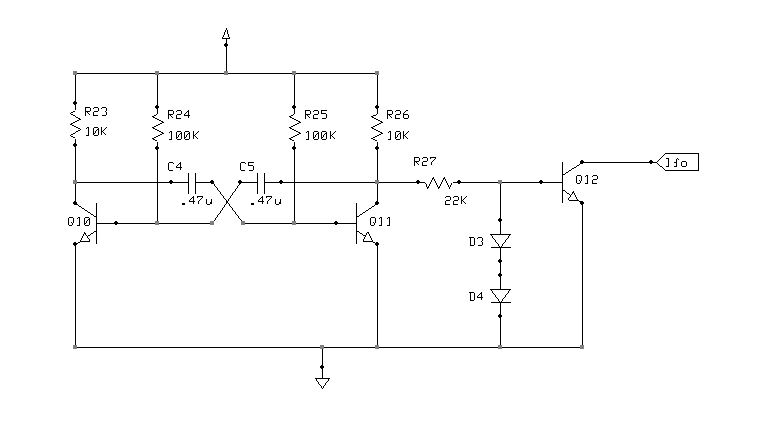 R23
10K
R24
100K
R25
100K
R26
10K
C4
.47u
C5
.47u
R27
22K
Q10
Q11
Q12
lfo
D3
D4